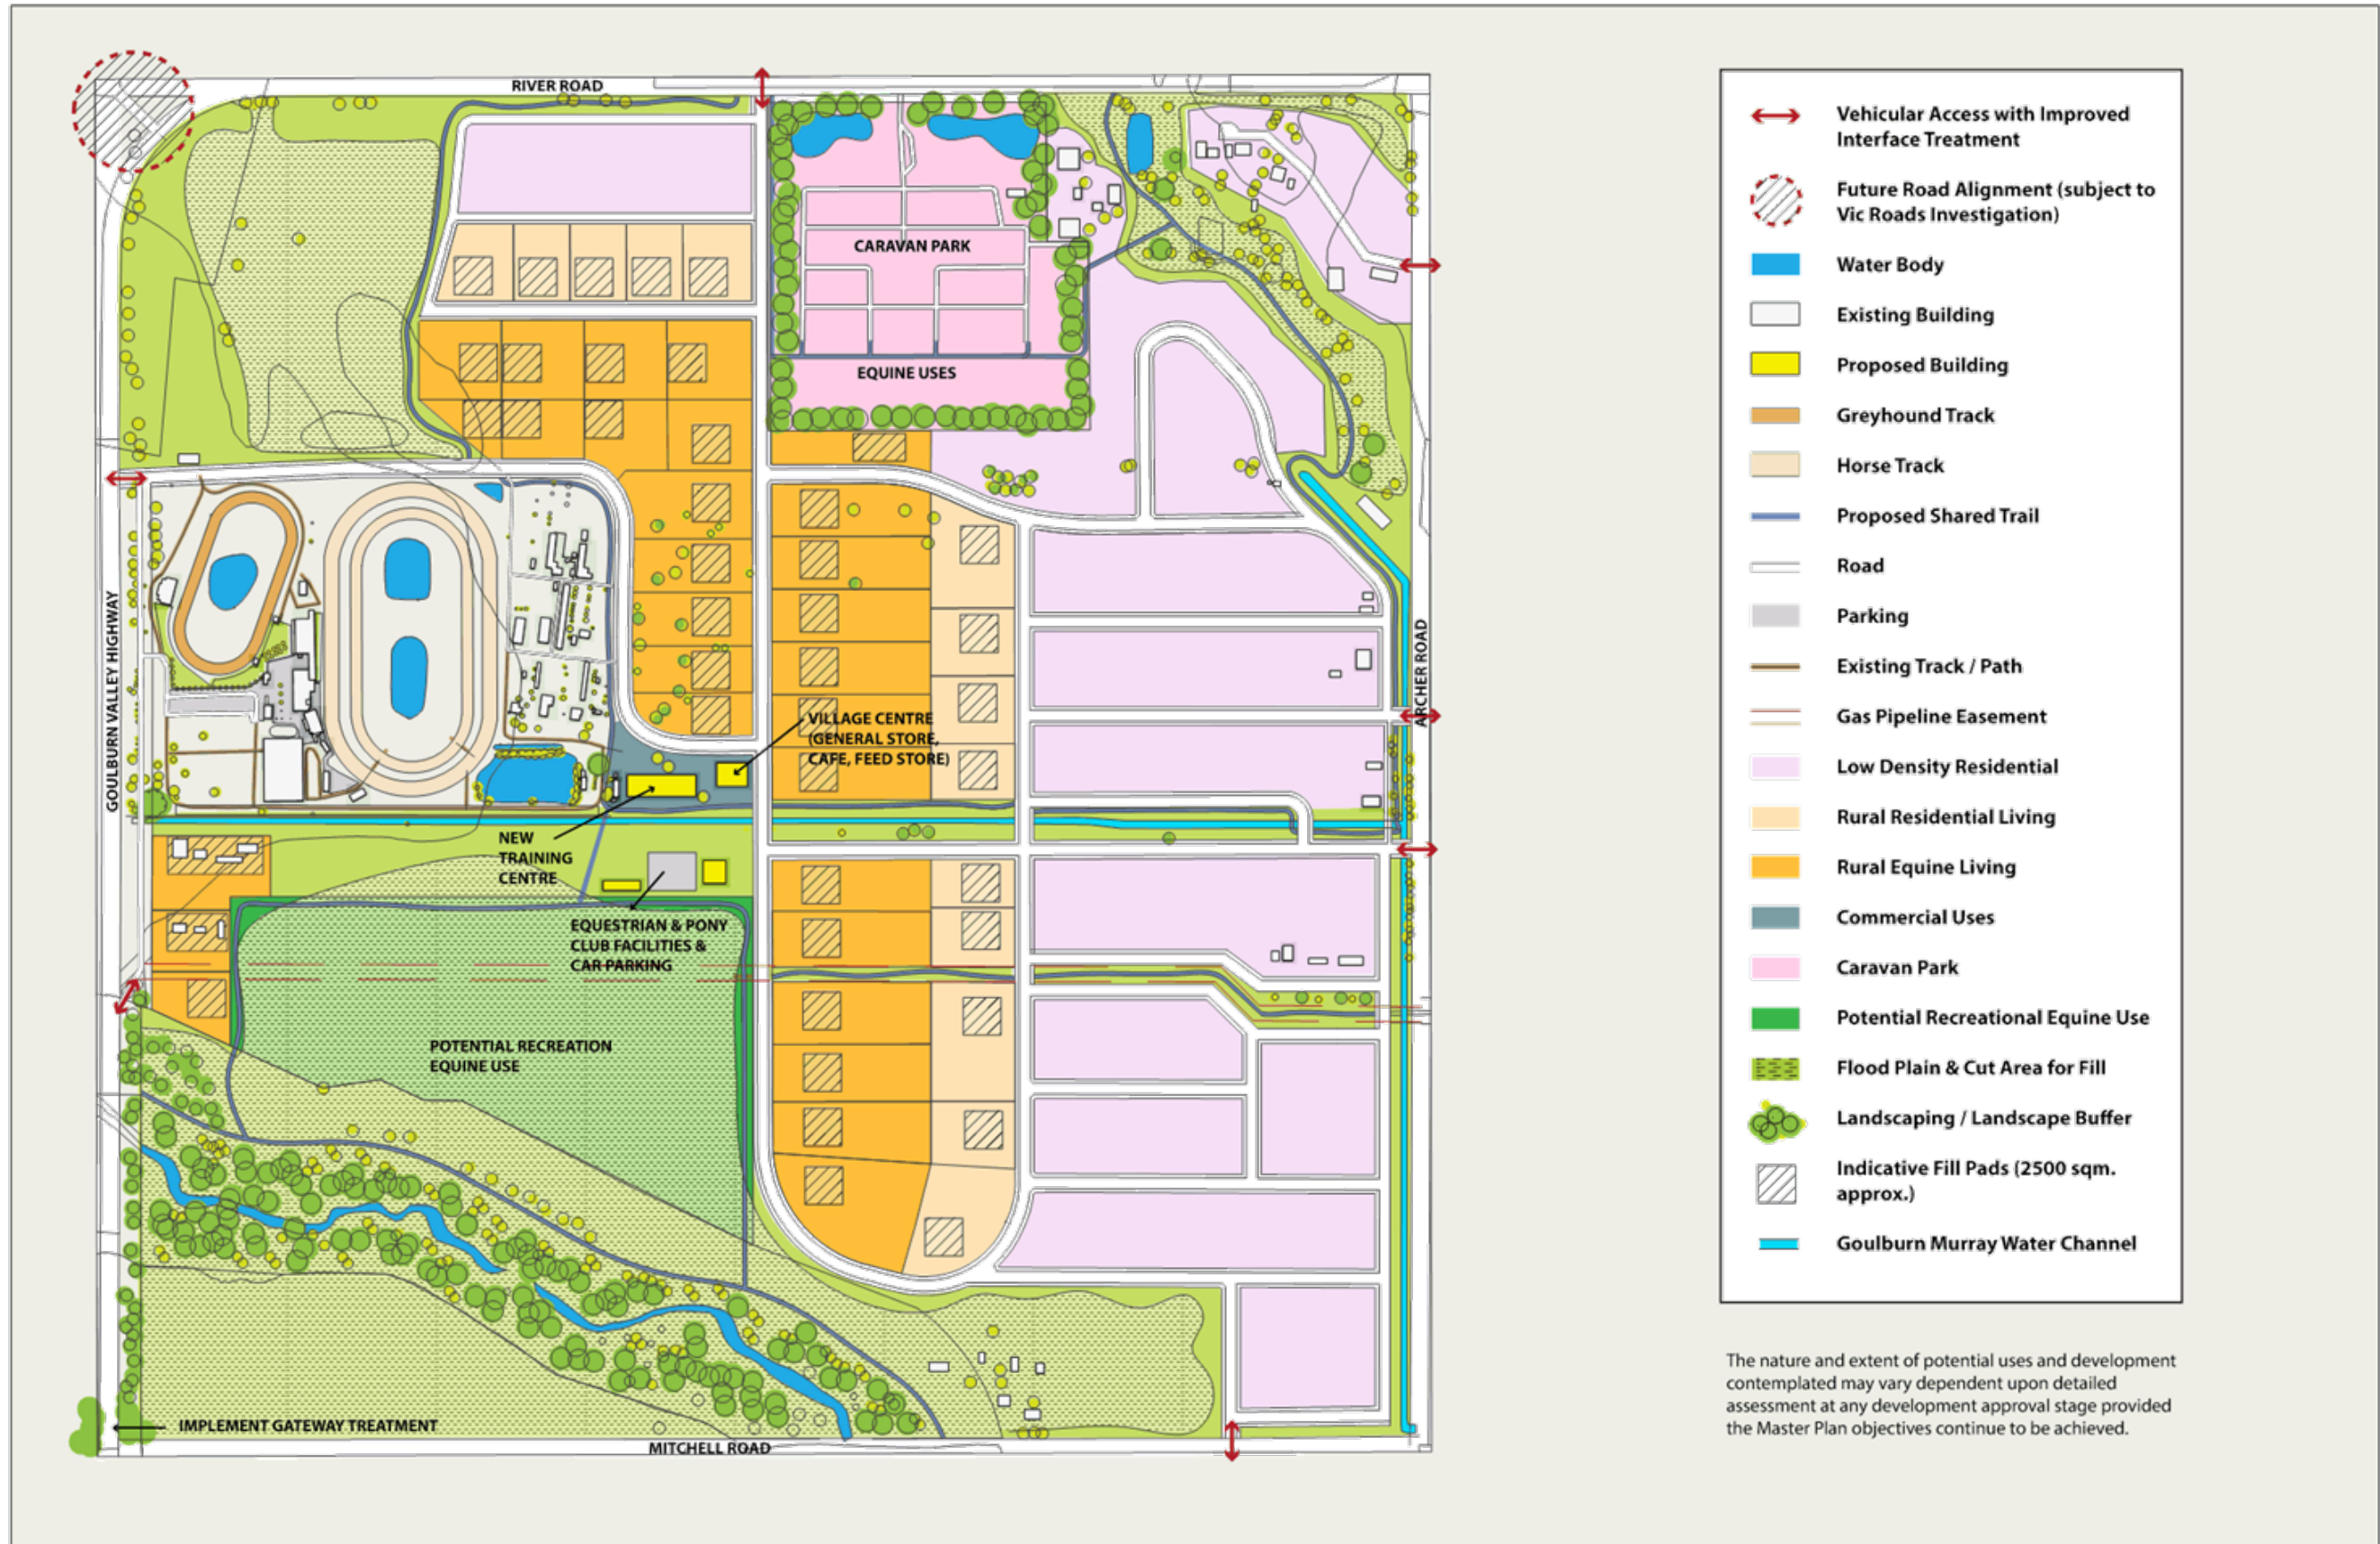 RIVER ROAD
CARAVAN PARK
EQUINE USES
GOULBURN VALLEY HIGHWAY
ARCHER ROAD
VILLAGE CENTRE
(GENERAL STORE,
CAFE, FEED STORE)
NEW
TRAINING
CENTRE
EQUESTRIAN & PONY
CLUB FACILITIES &
CAR PARKING
POTENTIAL RECREATION
EQUINE USE
IMPLEMENT GATEWAY TREATMENT
MITCHELL ROAD
Vehicular Access with Improved
Interface Treatment
Future Road Alignment (subject to
Vic Roads Investigation)
Water Body
Existing Building
Proposed Building
Greyhound Track
Horse Track
Proposed Shared Trail
Road
Parking
Existing Track / Path
Gas Pipeline Easement
Low Density Residential
Rural Residential Living
Rural Equine Living
Commercial Uses
Caravan Park
Potential Recreational Equine Use
Flood Plain & Cut Area for Fill
Landscaping / Landscape Buffer
Indicative Fill Pads (2500 sqm.
approx.)
Goulburn Murray Water Channel
The nature and extent of potential uses and development
contemplated may vary dependent upon detailed
assessment at any development approval stage provided
the Master Plan objectives continue to be achieved.